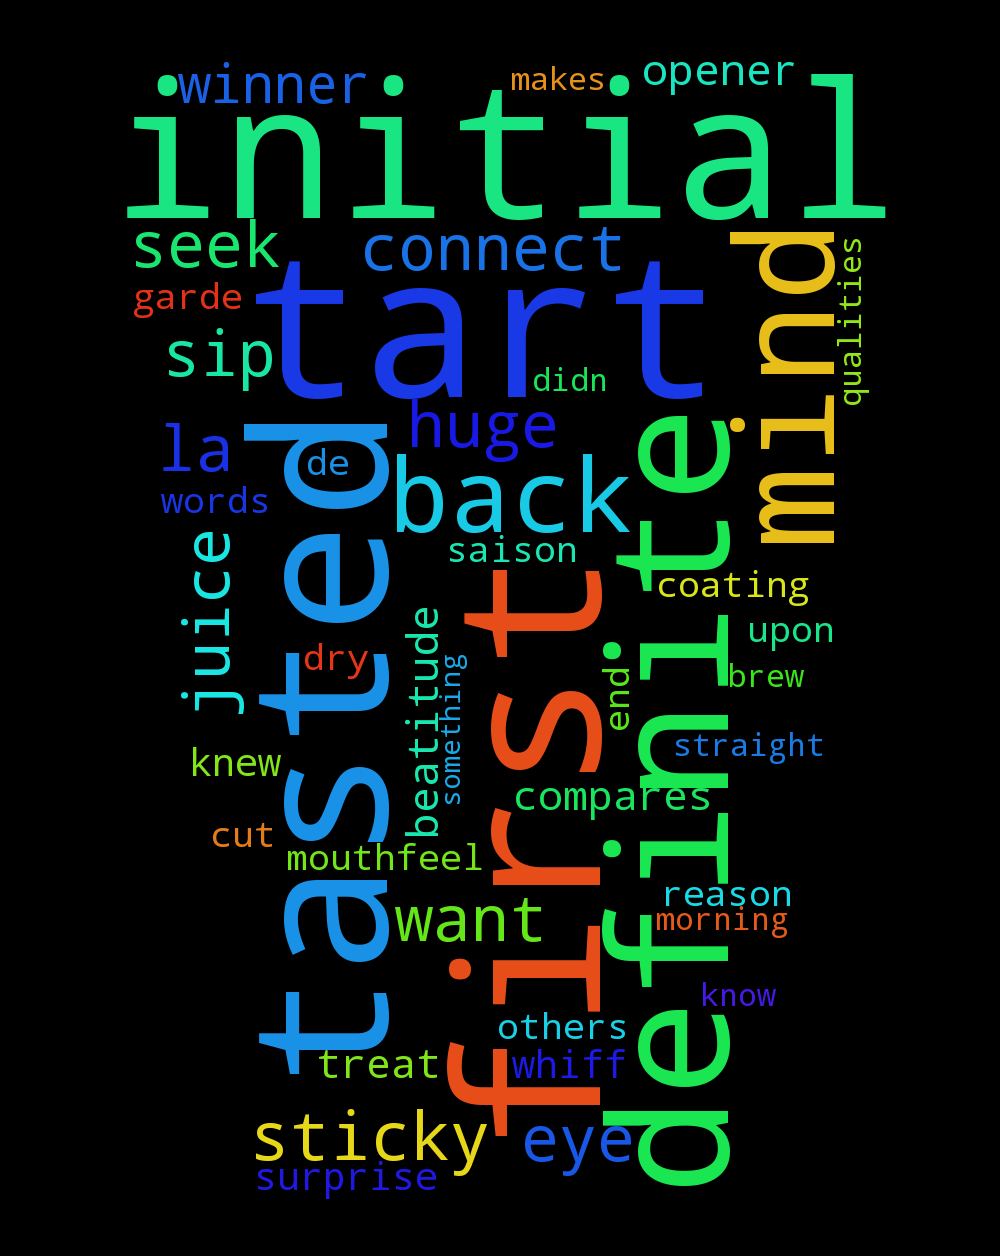 winner
makes
opener
initial
seek
connect
garde
tart
mind
qualities
sip
didn
huge
la
de
back
words
tasted
definite
saison
first
juice
coating
beatitude
upon
dry
something
end
brew
straight
knew
compares
cut
mouthfeel
reason
want
morning
know
others
treat
whiff
sticky
eye
surprise